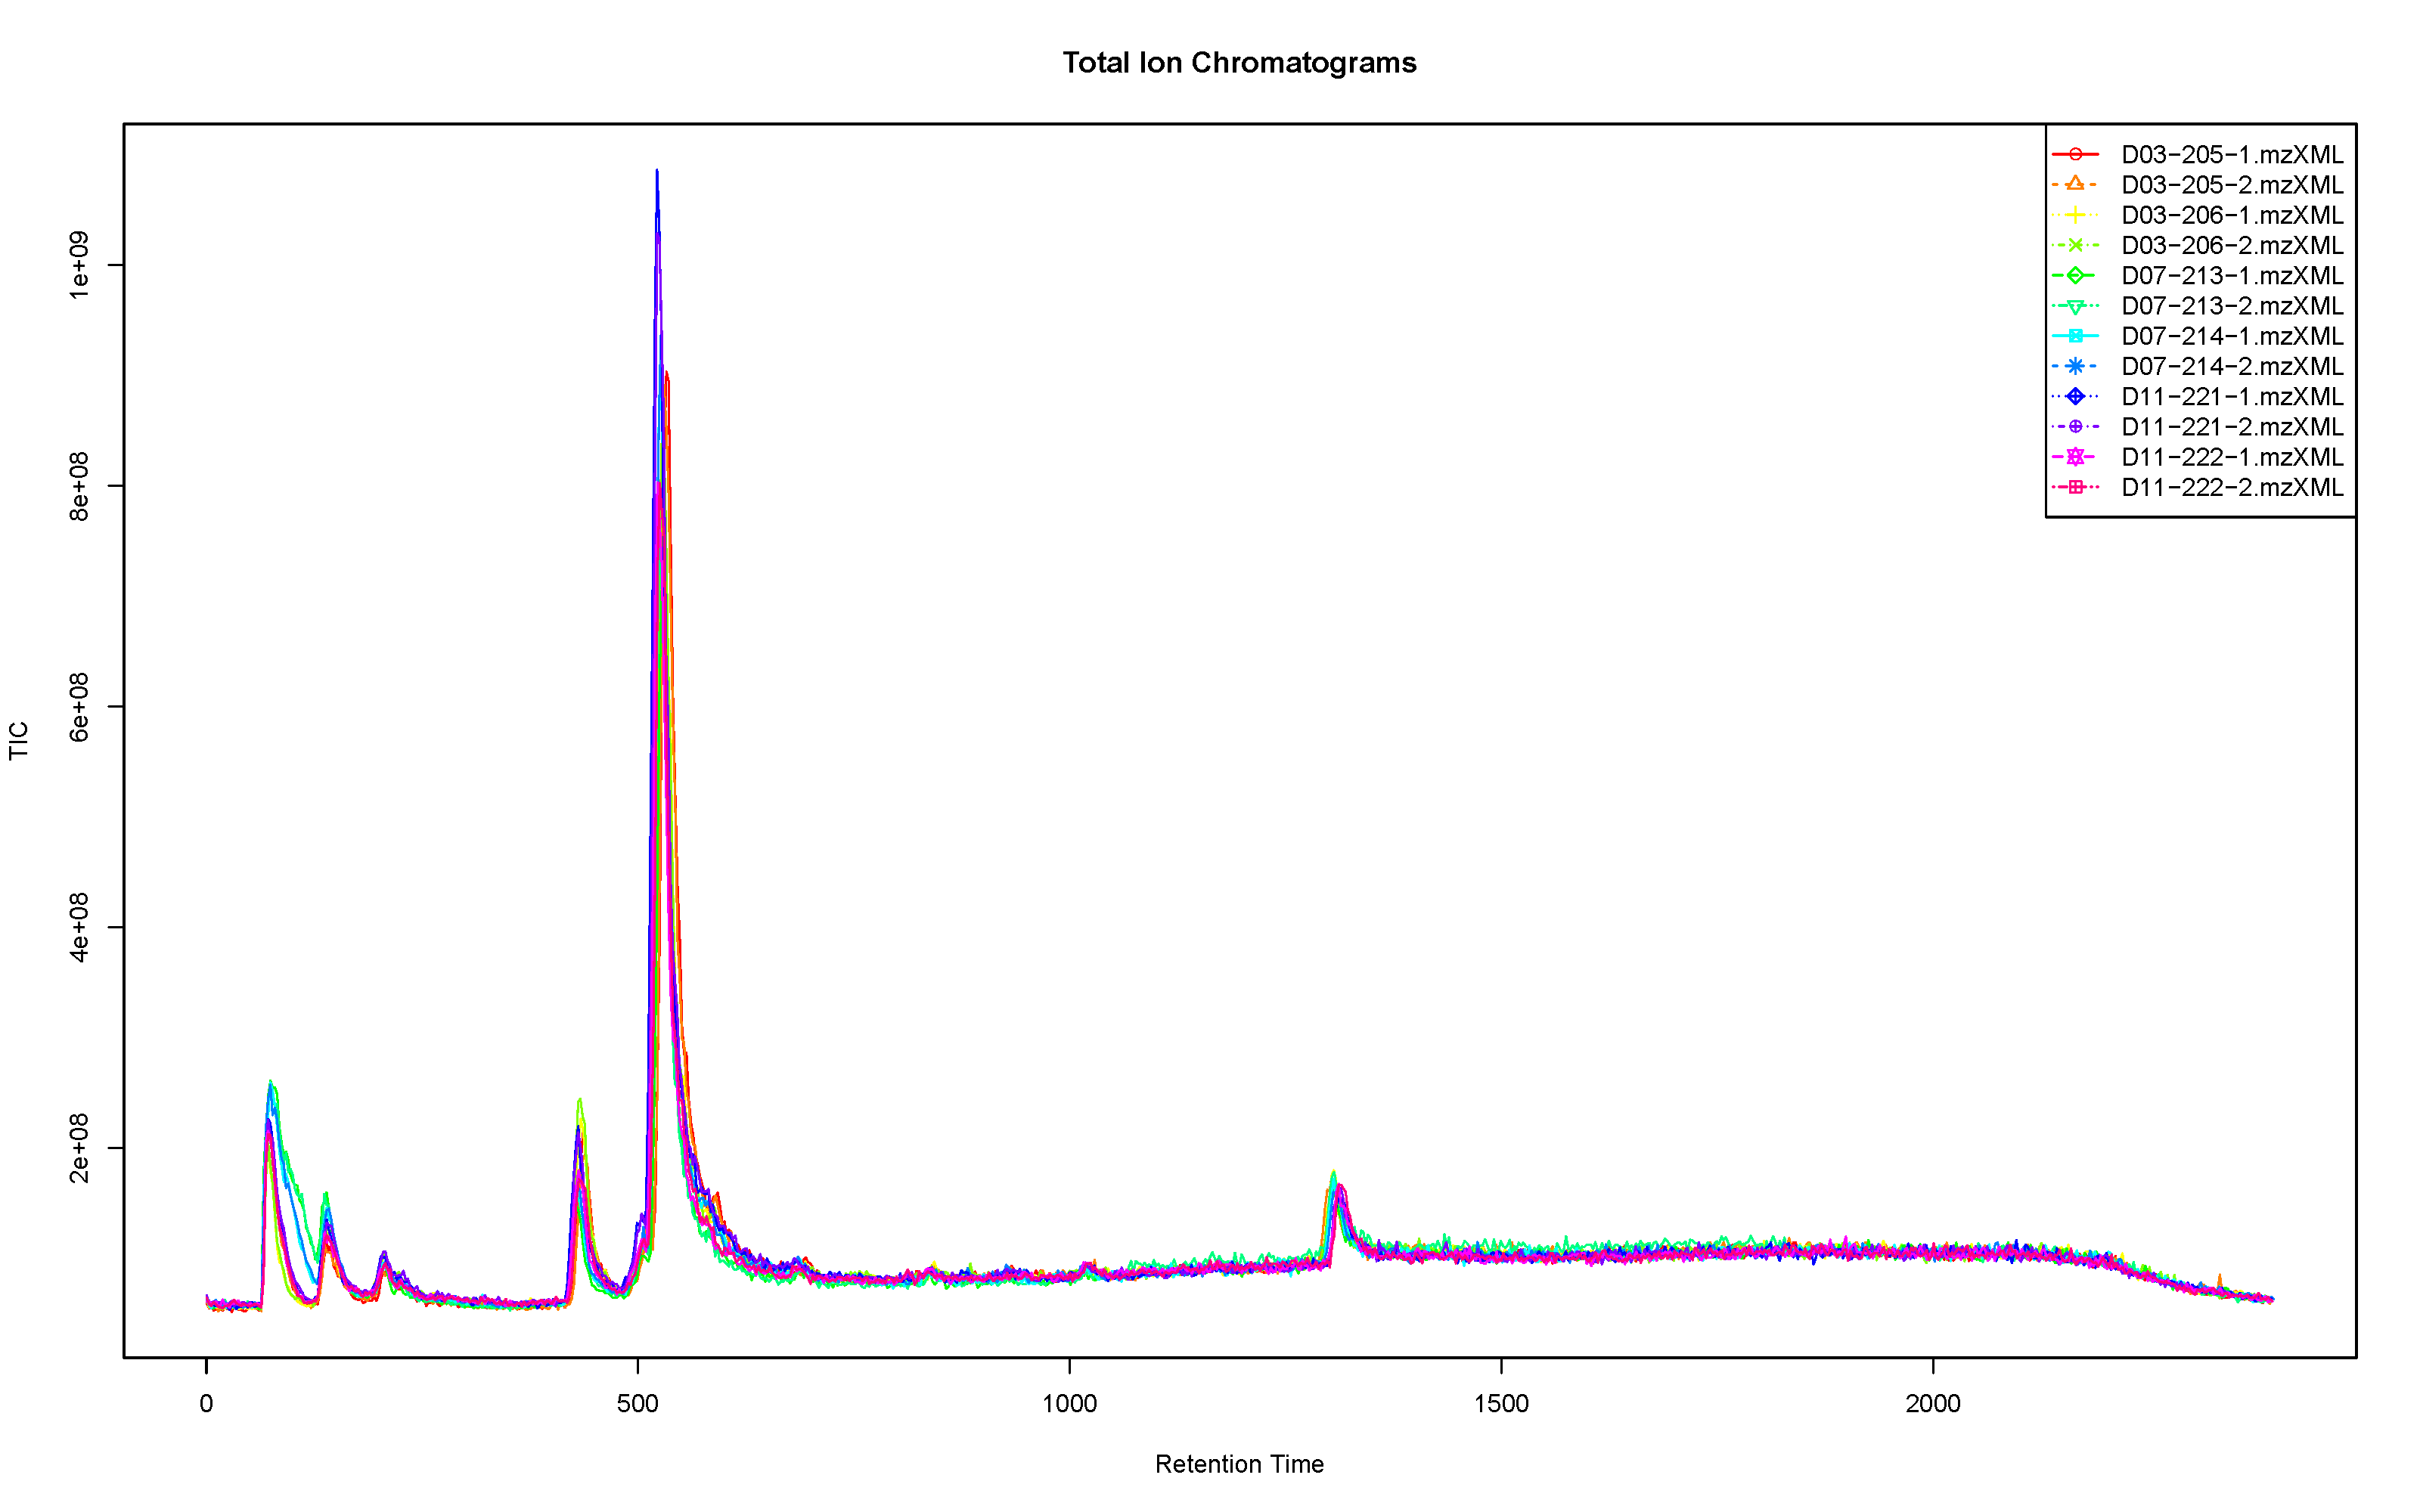 Total Ion Chromatograms
D03-205-1.mzXML
D03-205-2.mzXML
D03-206-1.mzXML
D03-206-2.mzXML
D07-213-1.mzXML
D07-213-2.mzXML
D07-214-1.mzXML
D07-214-2.mzXML
D11-221-1.mzXML
D11-221-2.mzXML
D11-222-1.mzXML
D11-222-2.mzXML
1e+09
8e+08
6e+08
4e+08
2e+08
TIC
0 500 1000 1500 2000
Retention Time